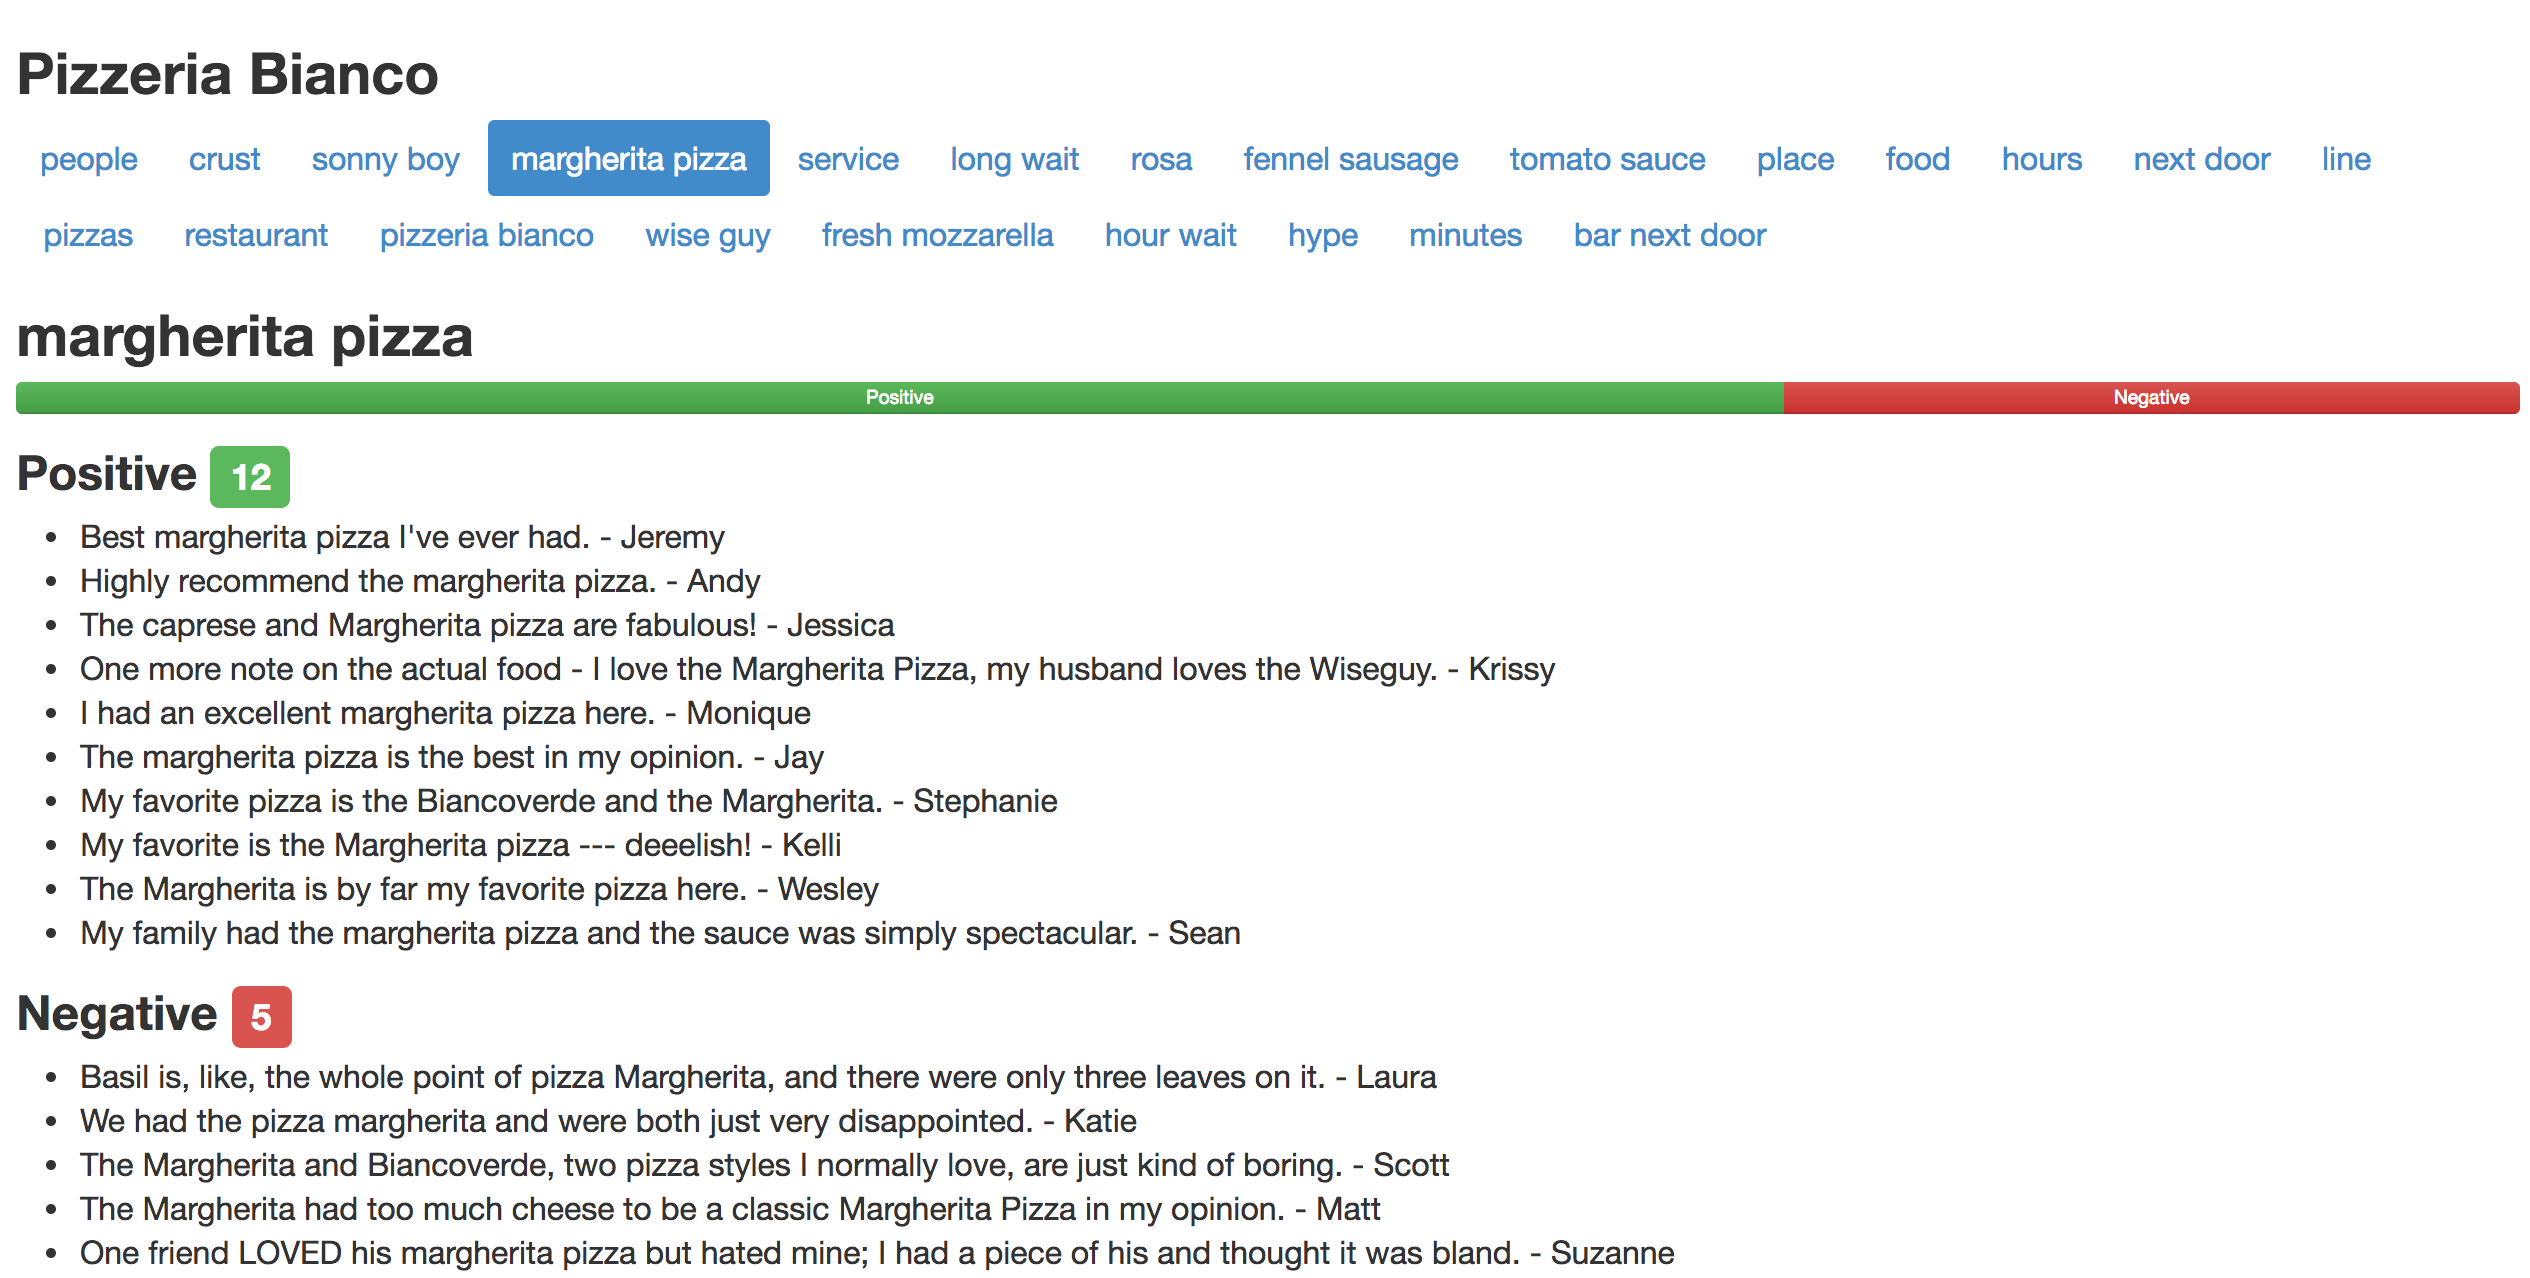 Pizzeria Bianco
people crust sonny boy margherita pizza service long wait rosa fennel sausage tomato sauce place food hours next door line
pizzas restaurant pizzeria bianco wise guy fresh mozzarella hour wait hype minutes bar next door
margherita pizza
Positive Negative
Positive 12
• Best margherita pizza I've ever had. - Jeremy
• Highly recommend the margherita pizza. - Andy
• The caprese and Margherita pizza are fabulous! - Jessica
• One more note on the actual food - I love the Margherita Pizza, my husband loves the Wiseguy. - Krissy
• I had an excellent margherita pizza here. - Monique
• The margherita pizza is the best in my opinion. - Jay
• My favorite pizza is the Biancoverde and the Margherita. - Stephanie
• My favorite is the Margherita pizza --- deeelish! - Kelli
• The Margherita is by far my favorite pizza here. - Wesley
• My family had the margherita pizza and the sauce was simply spectacular. - Sean
Negative 5
• Basil is, like, the whole point of pizza Margherita, and there were only three leaves on it. - Laura
• We had the pizza margherita and were both just very disappointed. - Katie
• The Margherita and Biancoverde, two pizza styles I normally love, are just kind of boring. - Scott
• The Margherita had too much cheese to be a classic Margherita Pizza in my opinion. - Matt
• One friend LOVED his margherita pizza but hated mine; I had a piece of his and thought it was bland. - Suzanne